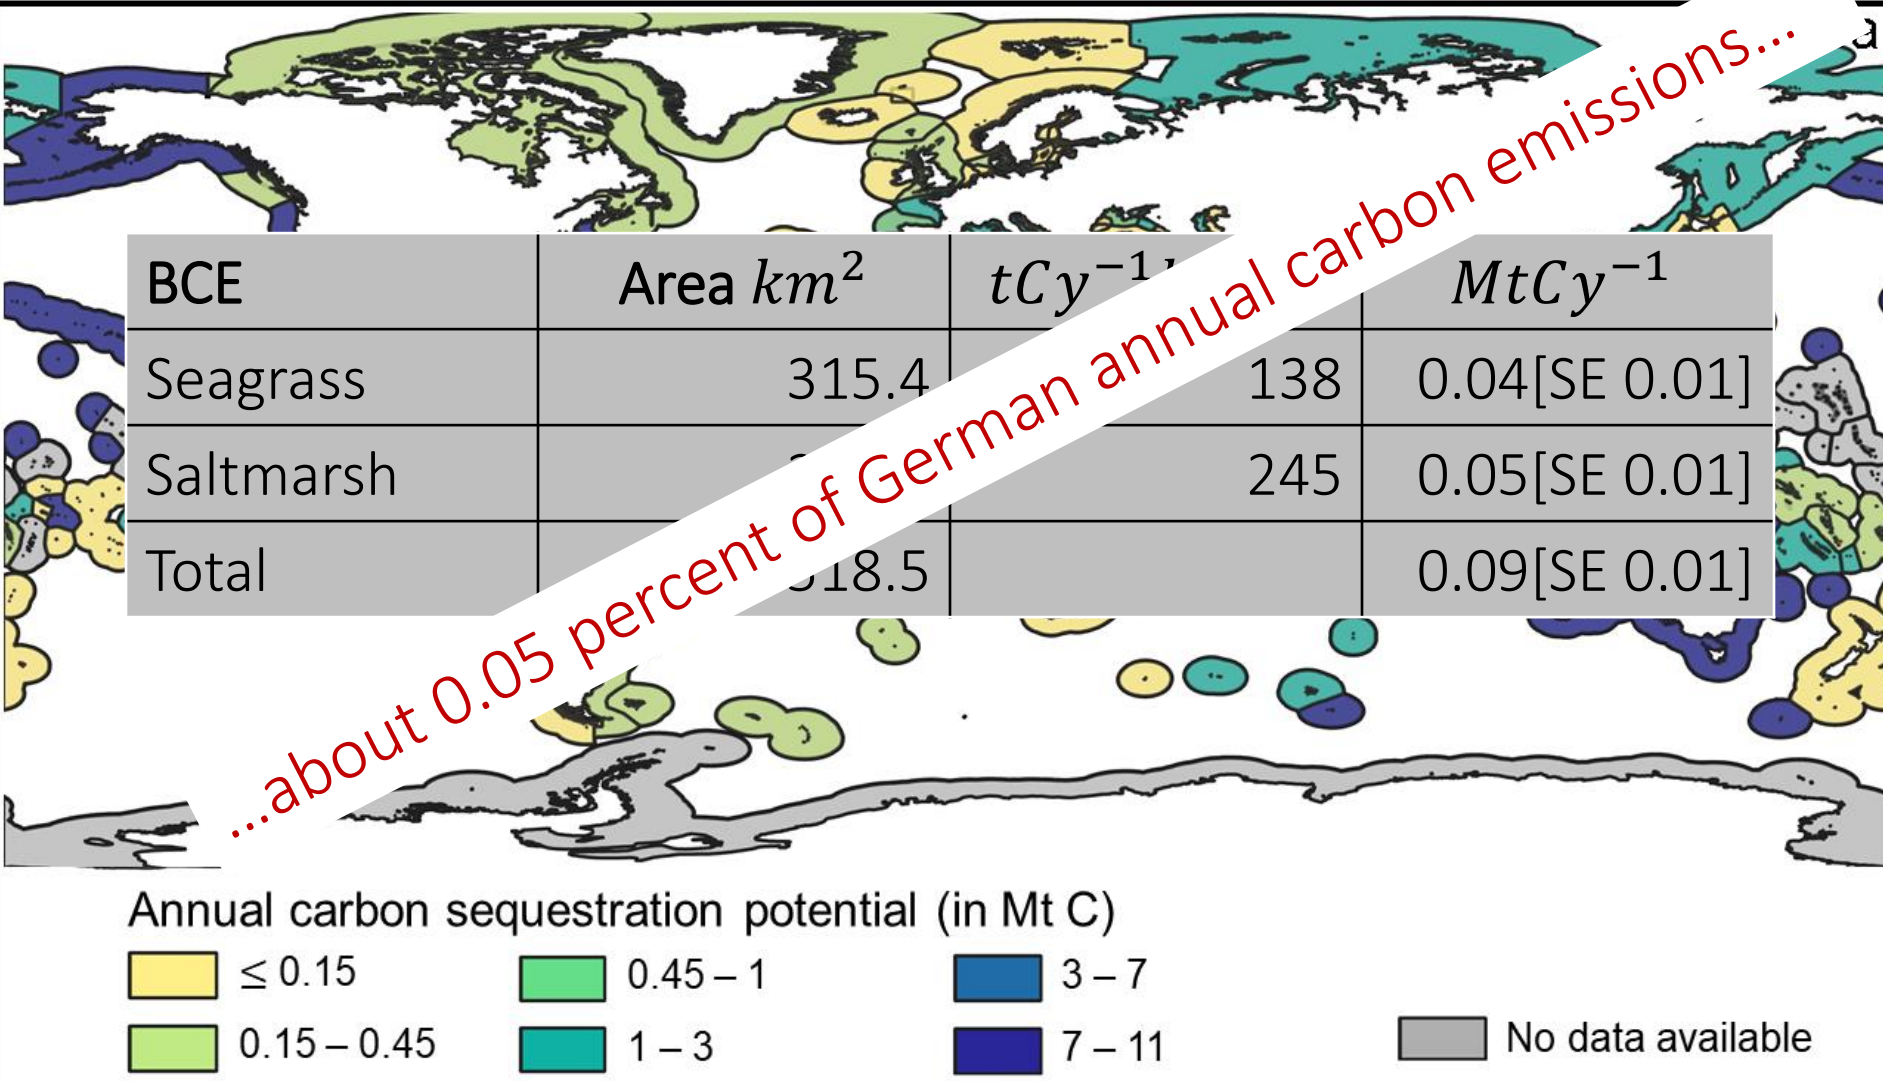 a
BCE Area km² tCy⁻¹ MtCy⁻¹
Seagrass 315.4 138 0.04[SE 0.01]
Saltmarsh 245 0.05[SE 0.01]
Total 18.5 0.09[SE 0.01]
...about 0.05 percent of German annual carbon emissions...
Annual carbon sequestration potential (in Mt C)
≤ 0.15 0.45 – 1 3 – 7
0.15 – 0.45 1 – 3 7 – 11 No data available